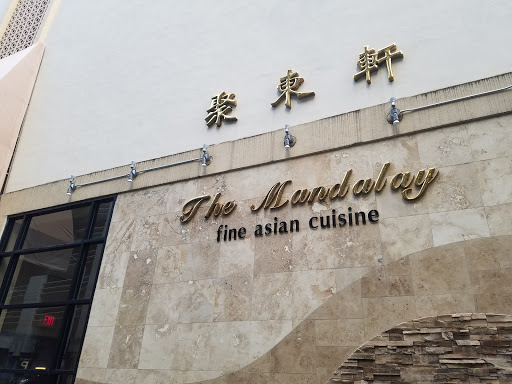 聚東軒
The Mandalay
fine asian cuisine
EXIT